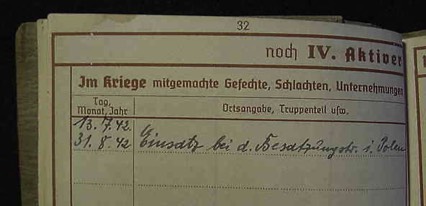 32
noch IV. Aktiver
Im Kriege mitgemachte Gefechte, Schlachten, Unternehmungen
Tag, Monat, Jahr
Ortsangabe, Truppenteil usw.
13.7.42.
31.8.42 Einsatz bei d. Besatzungstr. i. Polen